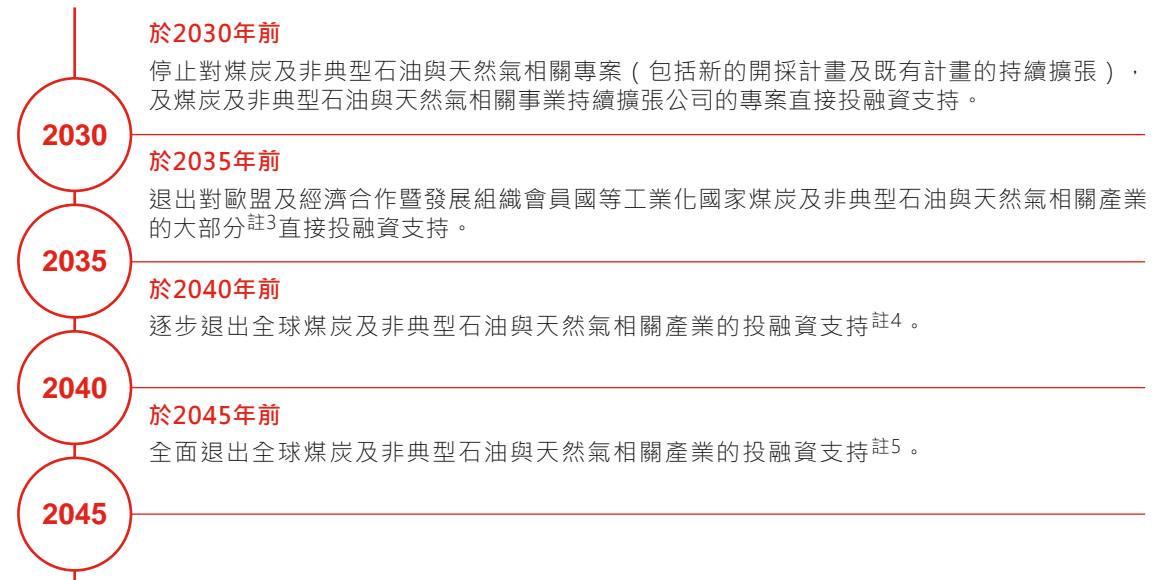 於2030年前
停止對煤炭及非典型石油與天然氣相關專案（包括新的開採計畫及既有計畫的持續擴張），
及煤炭及非典型石油與天然氣相關事業持續擴張公司的專案直接投融資支持。
2030
於2035年前
退出對歐盟及經濟合作暨發展組織會員國等工業化國家煤炭及非典型石油與天然氣相關產業
的大部分註3直接投融資支持。
2035
於2040年前
逐步退出全球煤炭及非典型石油與天然氣相關產業的投融資支持註4。
2040
於2045年前
全面退出全球煤炭及非典型石油與天然氣相關產業的投融資支持註5。
2045